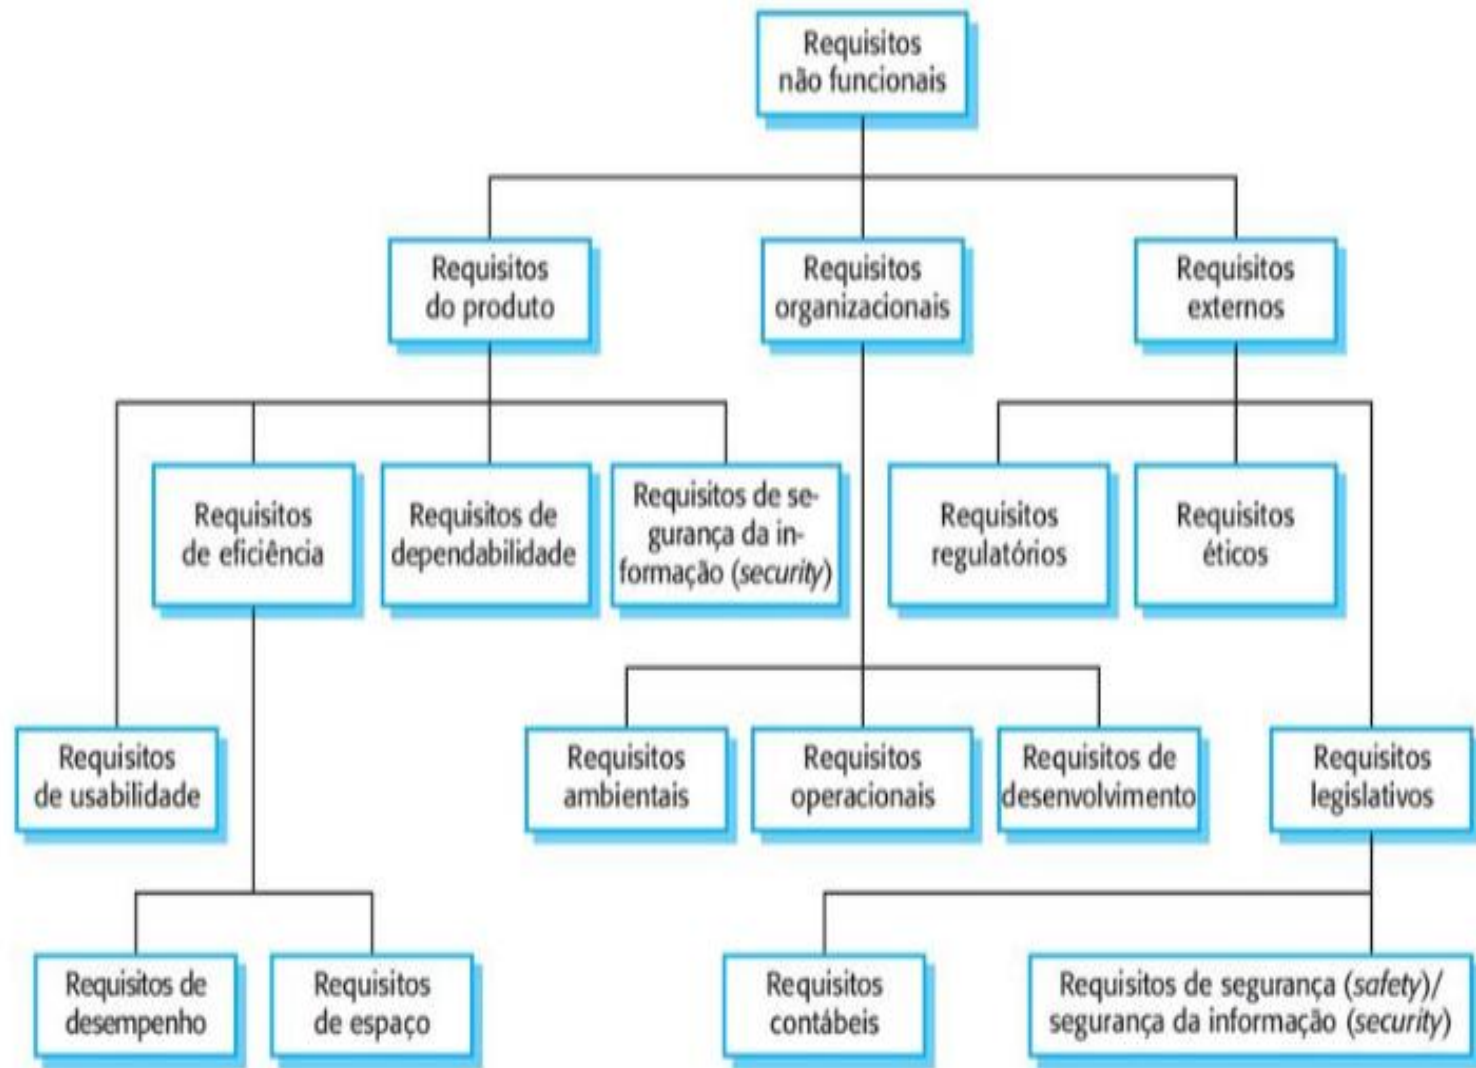 Requisitos
não funcionais
Requisitos
do produto
Requisitos
organizacionais
Requisitos
externos
Requisitos
de eficiência
Requisitos de
dependabilidade
Requisitos de se-
gurança da in-
formação (security)
Requisitos
regulatórios
Requisitos
éticos
Requisitos
de usabilidade
Requisitos
ambientais
Requisitos
operacionais
Requisitos de
desenvolvimento
Requisitos
legislativos
Requisitos de
desempenho
Requisitos
de espaço
Requisitos
contábeis
Requisitos de segurança (safety)/
segurança da informação (security)